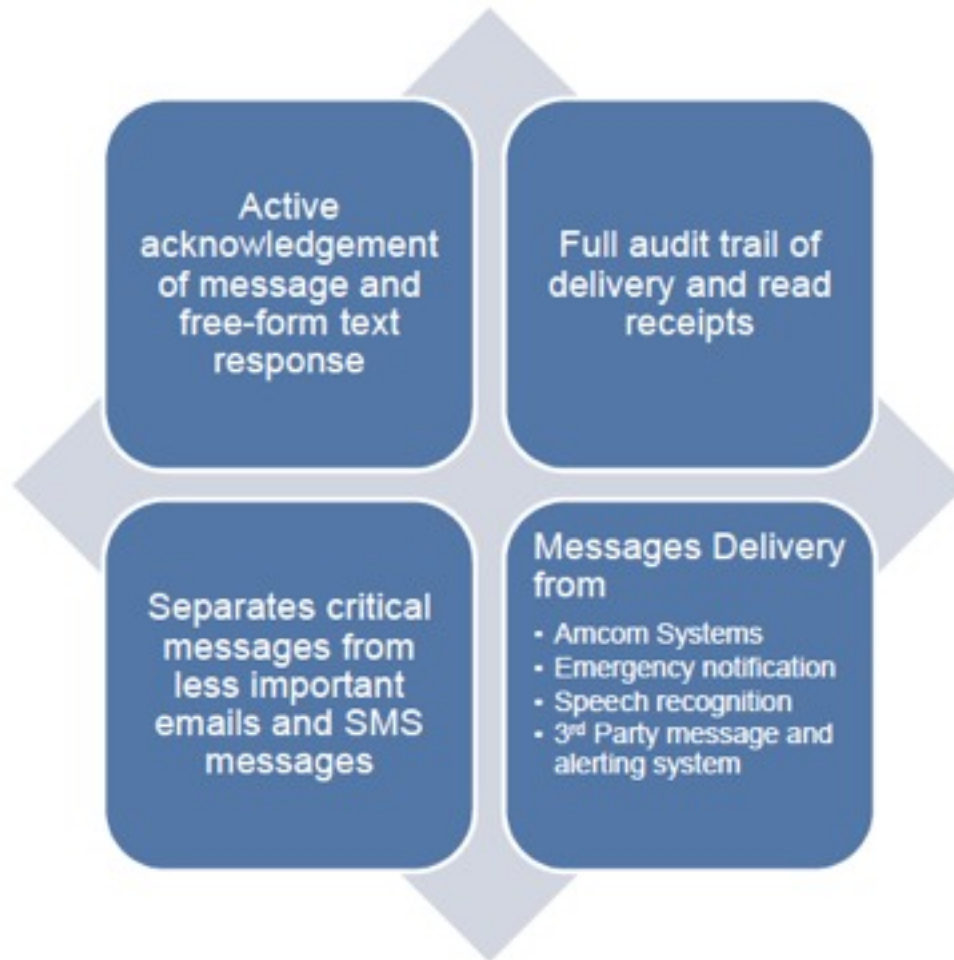 Active
acknowledgement
of message and
free-form text
response
Full audit trail of
delivery and read
receipts
Separates critical
messages from
less important
emails and SMS
messages
Messages Delivery
from
• Amcom Systems
• Emergency notification
• Speech recognition
• 3rd Party message and
alerting system